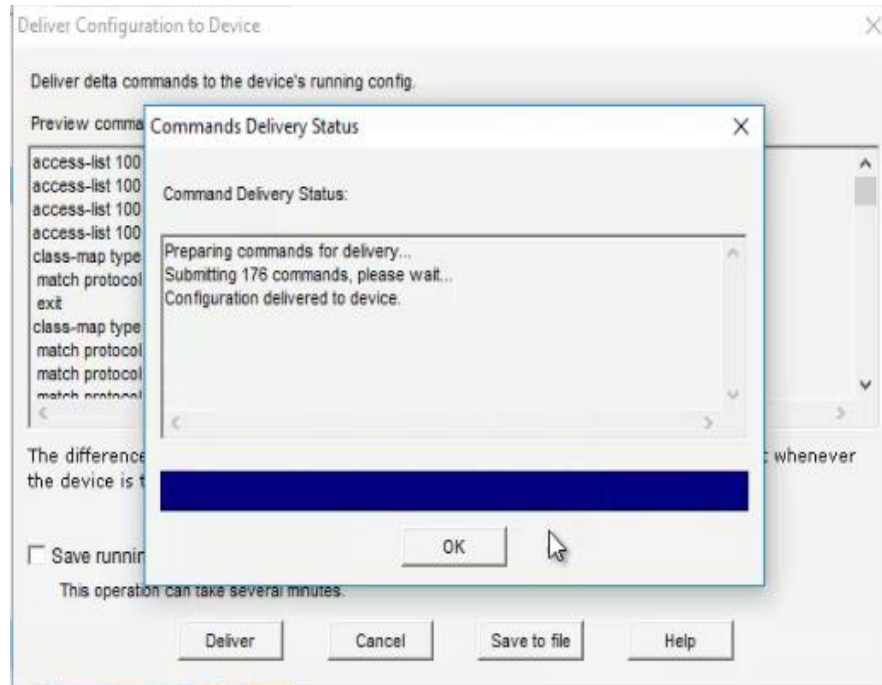 Deliver Configuration to Device
Deliver delta commands to the device's running config.
Preview comma
access-list 100
access-list 100
access-list 100
access-list 100
class-map type
match protocol
exit
class-map type
match protocol
match protocol
match protocol
Commands Delivery Status
Command Delivery Status:
Preparing commands for delivery...
Submitting 176 commands, please wait...
Configuration delivered to device.
OK
The difference
whenever
the device is t
Save runnin
This operation can take several minutes.
Deliver
Cancel
Save to file
Help